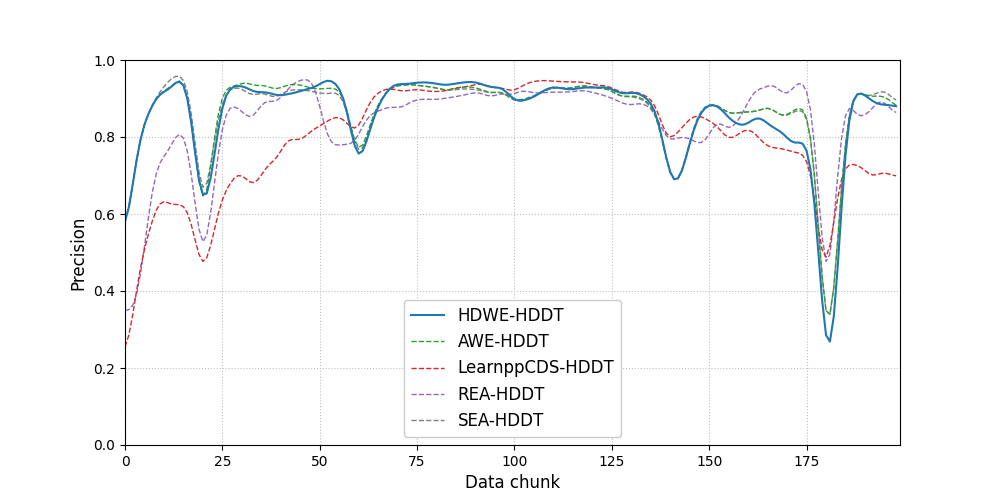 1.0
0.8
0.6
0.4
0.2
0.0
Precision
HDWE-HDDT
AWE-HDDT
LearnppCDS-HDDT
REA-HDDT
SEA-HDDT
0 25 50 75 100 125 150 175
Data chunk